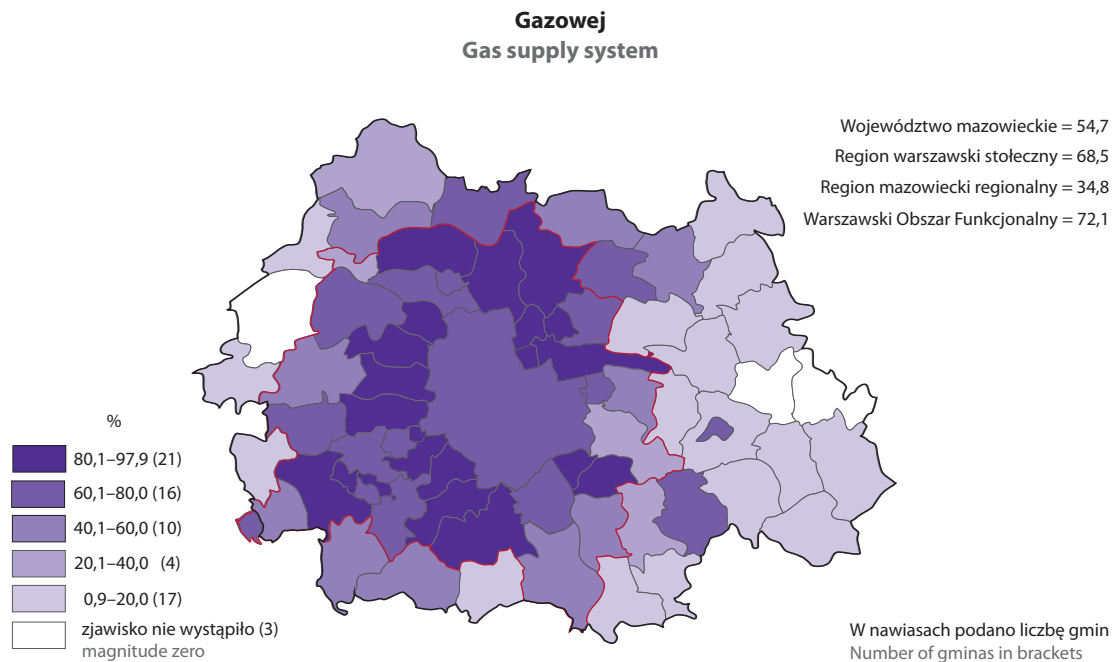 Gazowej
Gas supply system
Województwo mazowieckie = 54,7
Region warszawski stołeczny = 68,5
Region mazowiecki regionalny = 34,8
Warszawski Obszar Funkcjonalny = 72,1
%
80,1–97,9 (21)
60,1–80,0 (16)
40,1–60,0 (10)
20,1–40,0 (4)
0,9–20,0 (17)
zjawisko nie wystąpiło (3)
magnitude zero
W nawiasach podano liczbę gmin
Number of gminas in brackets